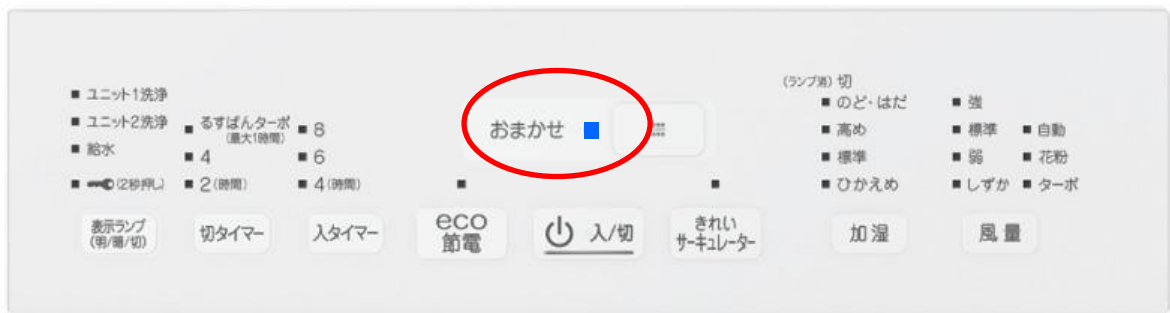 ユニット1洗浄
ユニット2洗浄
給水
(2秒押し)
表示ランプ
(明/暗/切)
るすばんターボ
(最大1時間)
4
2(時間)
切タイマー
8
6
4(時間)
入タイマー
おまかせ
eco
節電
入/切
きれい
サーキュレーター
(ランプ消) 切
のど・はだ
高め
標準
ひかえめ
加湿
強
標準
弱
しずか
自動
花粉
ターボ
風量